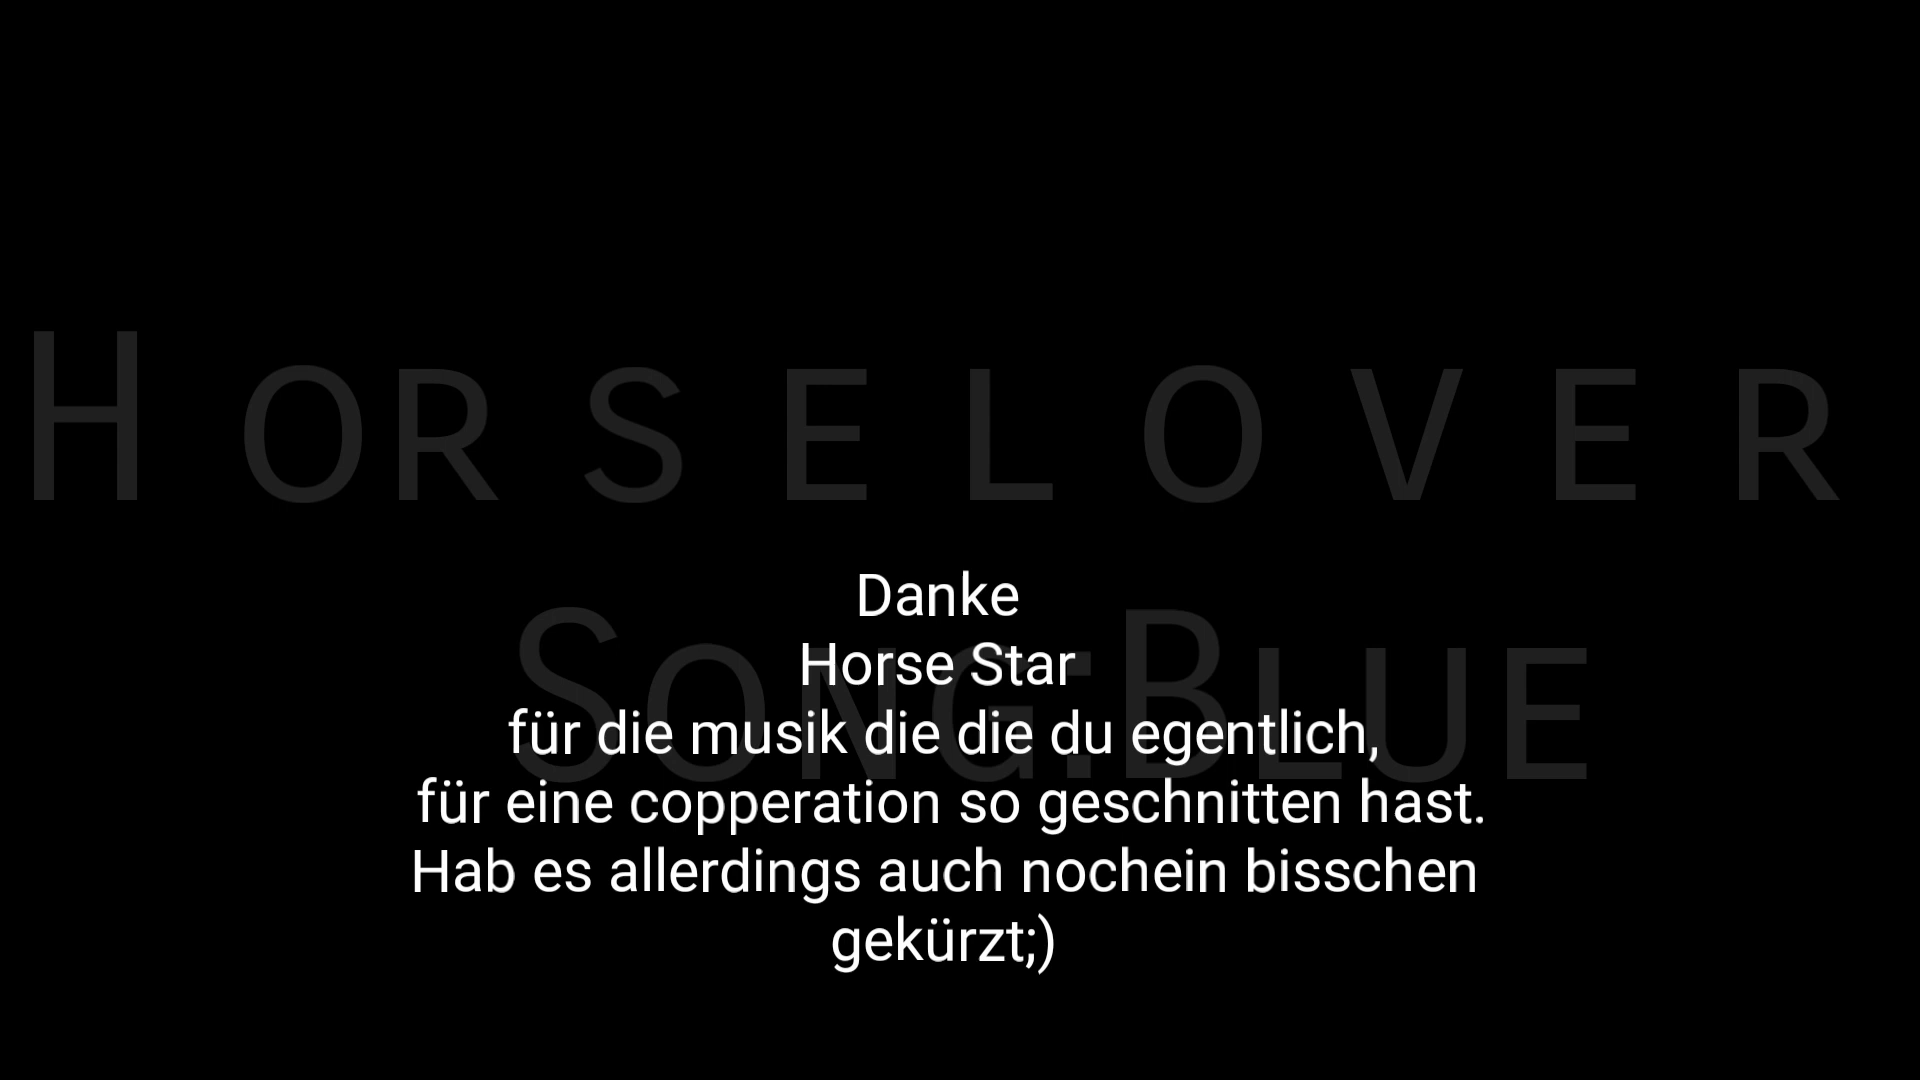 Horselover
Song:Blue
Danke
Horse Star
für die musik die die du egentlich,
für eine copperation so geschnitten hast.
Hab es allerdings auch nochein bisschen
gekürzt;)